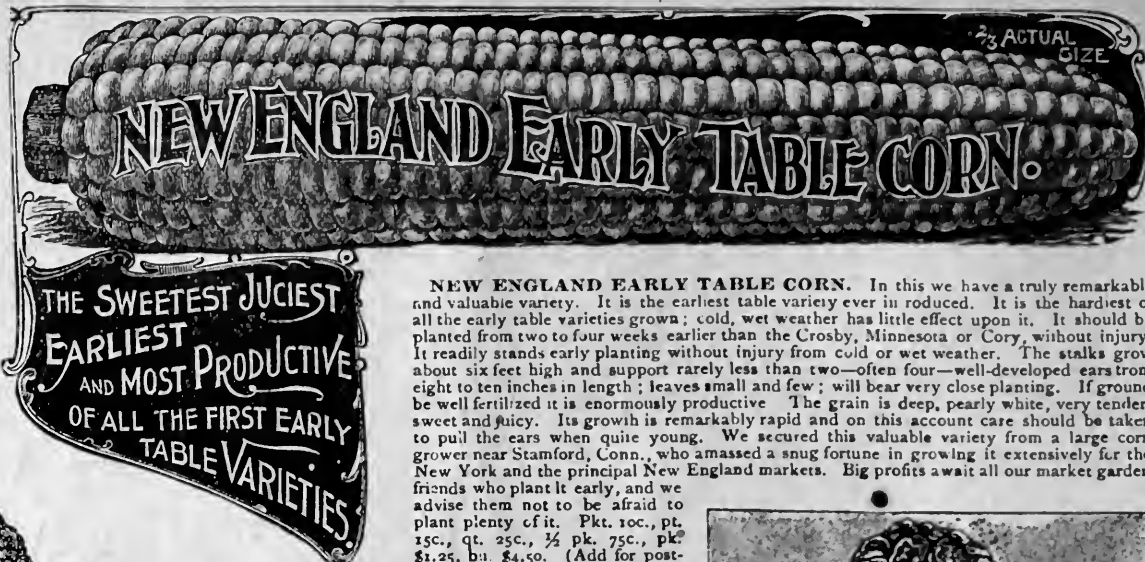 2/3 ACTUAL
SIZE
NEW ENGLAND EARLY TABLE CORN.
THE SWEETEST JUCIEST
EARLIEST
AND MOST PRODUCTIVE
OF ALL THE FIRST EARLY
TABLE VARIETIES.
NEW ENGLAND EARLY TABLE CORN. In this we have a truly remarkabl
and valuable variety. It is the earliest table variety ever in roduced. It is the hardiest
all the early table varieties grown; cold, wet weather has little effect upon it. It should b
planted from two to four weeks earlier than the Crosby, Minnesota or Cory, without injury
It readily stands early planting without injury from cold or wet weather. The stalks gro
about six feet high and support rarely less than two—often four—well-developed ears from
eight to ten inches in length; leaves small and few; will bear very close planting. If groun
be well fertilized it is enormously productive The grain is deep, pearly white, very tender
sweet and juicy. Its growth is remarkably rapid and on this account care should be taken
to pull the ears when quite young. We secured this valuable variety from a large cor
grower near Stamford, Conn., who amassed a snug fortune in growing it extensively for the
New York and the principal New England markets. Big profits await all our market garden
friends who plant it early, and we
advise them not to be afraid to
plant plenty of it. Pkt. 10c., pt.
15c., qt. 25c., ½ pk. 75c., pk.
$1.25, bu. $4.50. (Add for post-